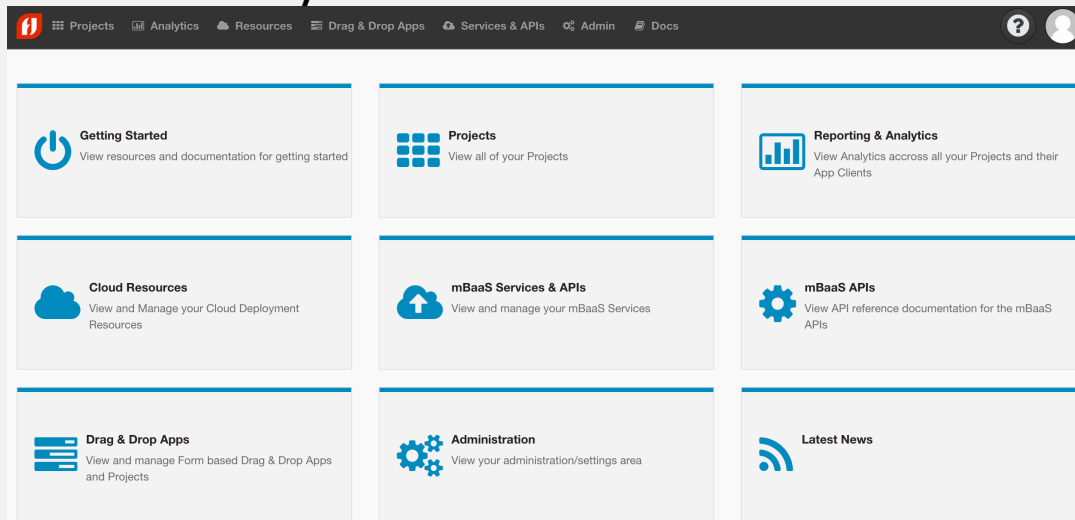 Projects Analytics Resources Drag & Drop Apps Services & APIs Admin Docs ?
Getting Started
View resources and documentation for getting started
Projects
View all of your Projects
Reporting & Analytics
View Analytics accross all your Projects and their
App Clients
Cloud Resources
View and Manage your Cloud Deployment
Resources
mBaaS Services & APIs
View and manage your mBaaS Services
mBaaS APIs
View API reference documentation for the mBaaS
APIs
Drag & Drop Apps
View and manage Form based Drag & Drop Apps
and Projects
Administration
View your administration/settings area
Latest News